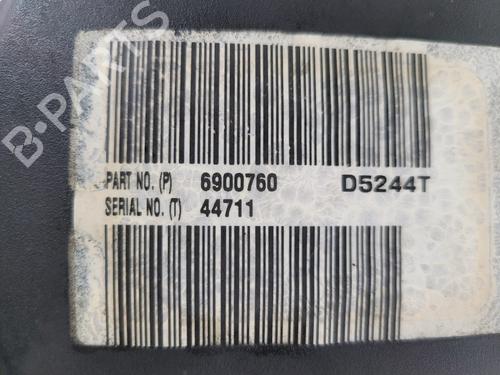 B-PARTS
PART NO. (P) 6900760 D5244T
SERIAL NO. (T) 44711